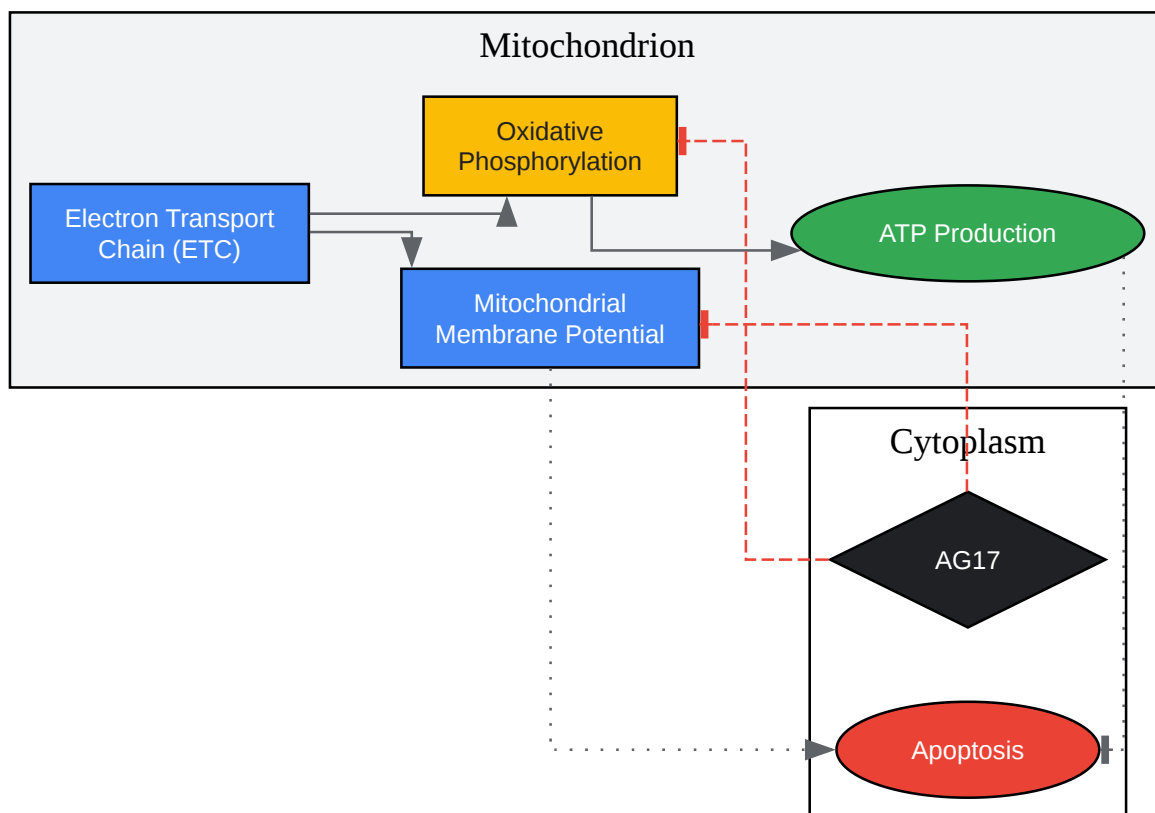 Mitochondrion
Oxidative
Phosphorylation
Electron Transport
Chain (ETC)
ATP Production
Mitochondrial
Membrane Potential
Cytoplasm
AG17
Apoptosis